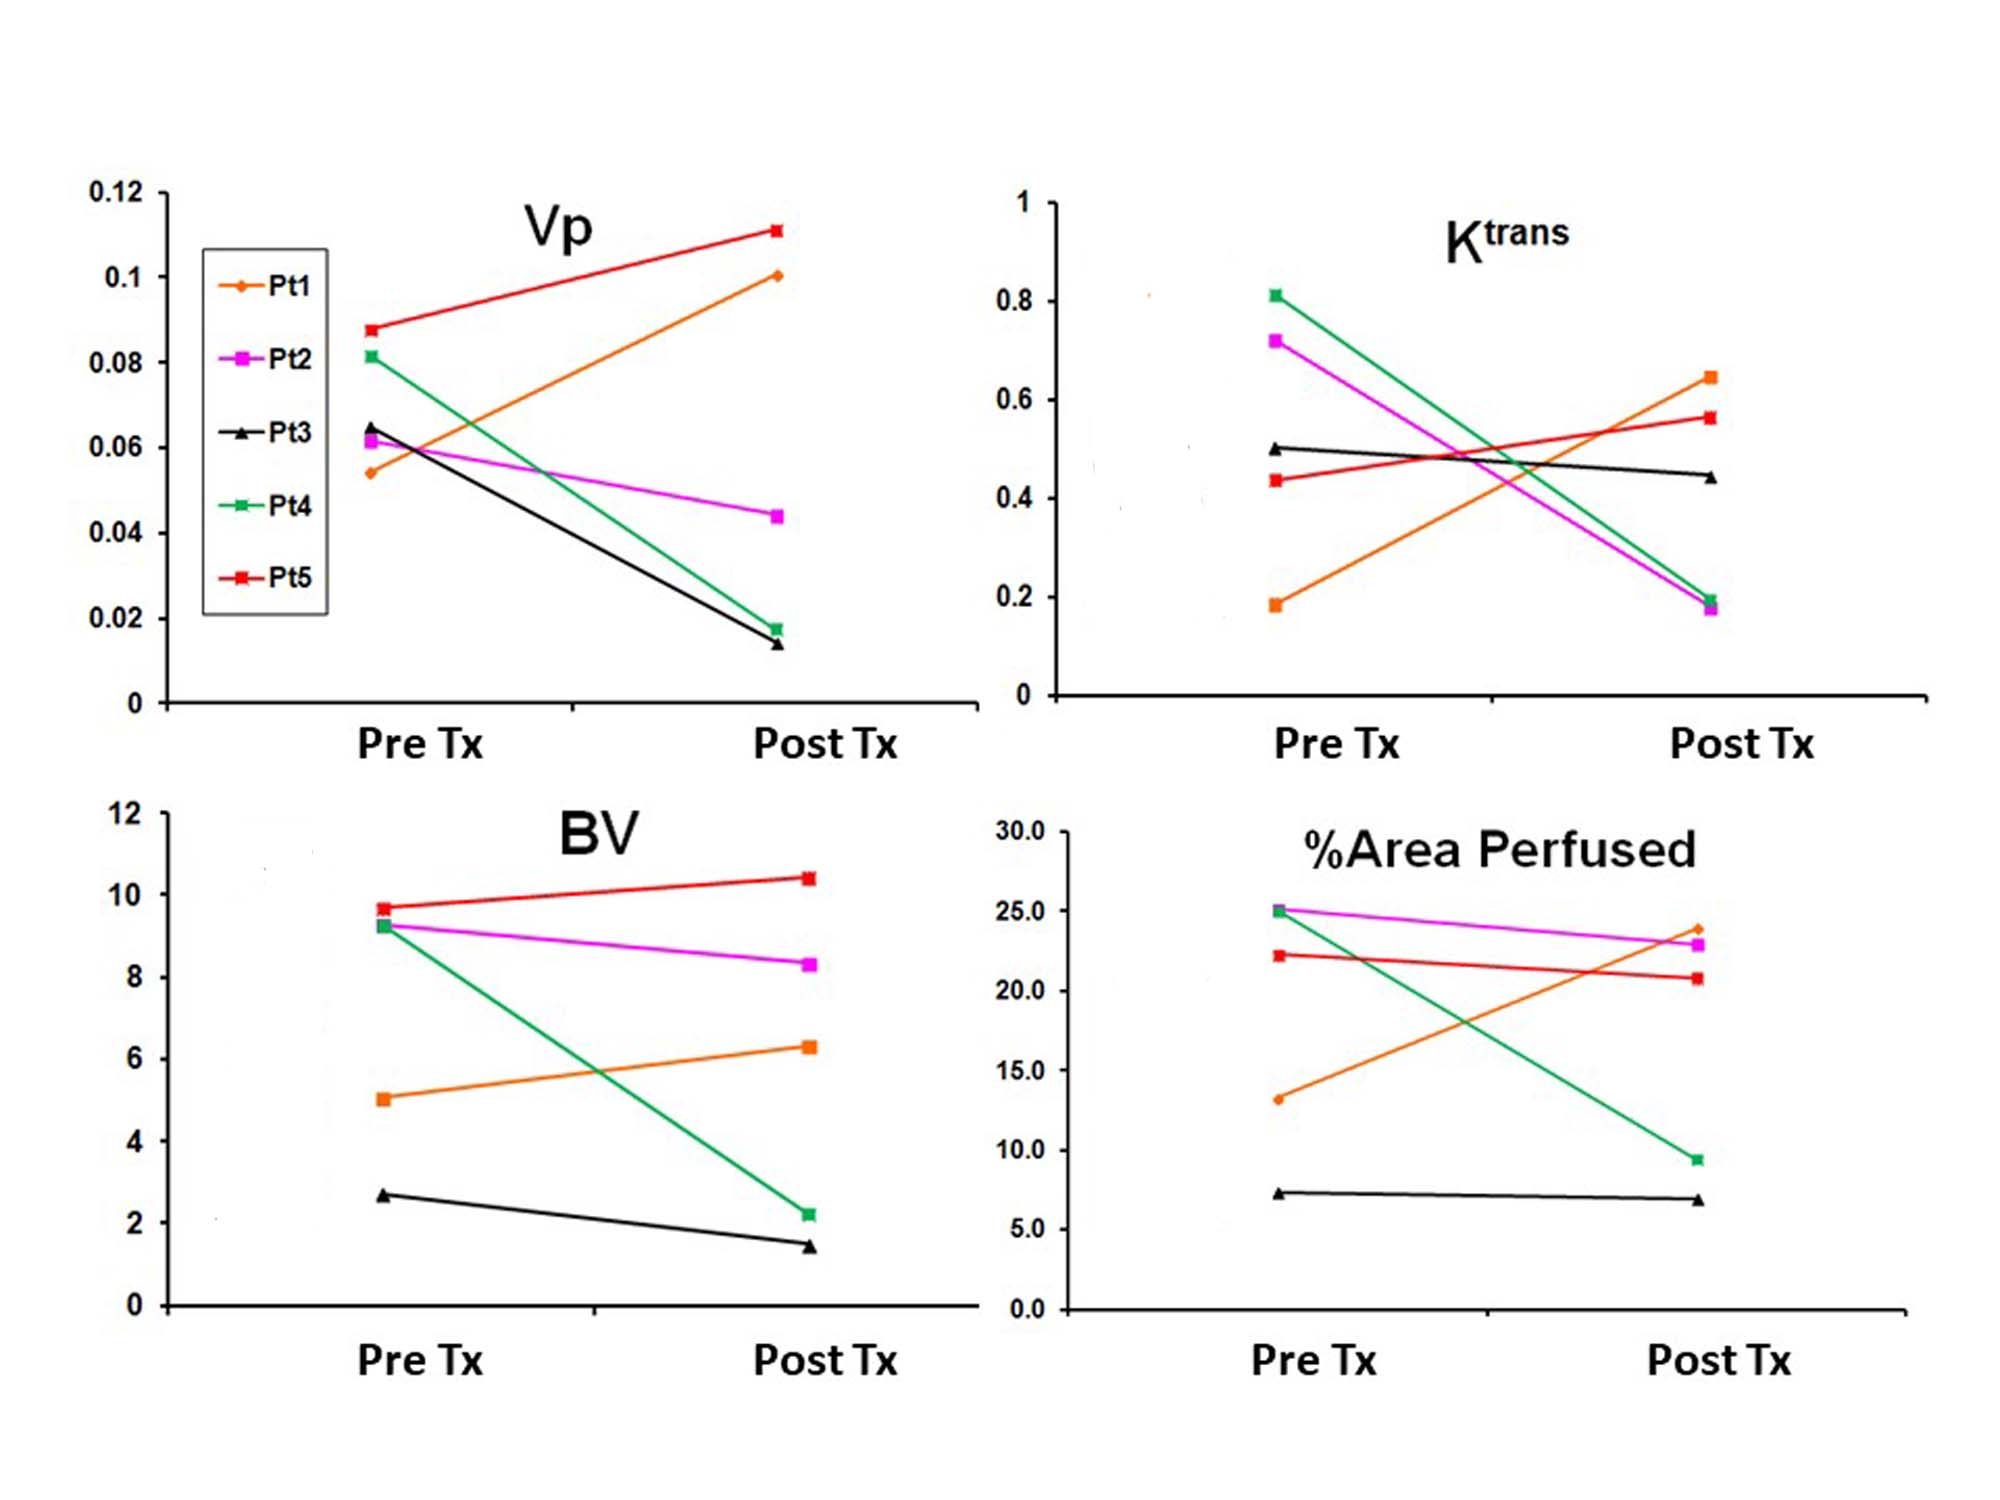 Vp
0.12
0.1
0.08
0.06
0.04
0.02
0
Pt1
Pt2
Pt3
Pt4
Pt5
Pre Tx Post Tx
Ktrans
1
0.8
0.6
0.4
0.2
0
Pre Tx Post Tx
BV
12
10
8
6
4
2
0
Pre Tx Post Tx
%Area Perfused
30.0
25.0
20.0
15.0
10.0
5.0
0.0
Pre Tx Post Tx